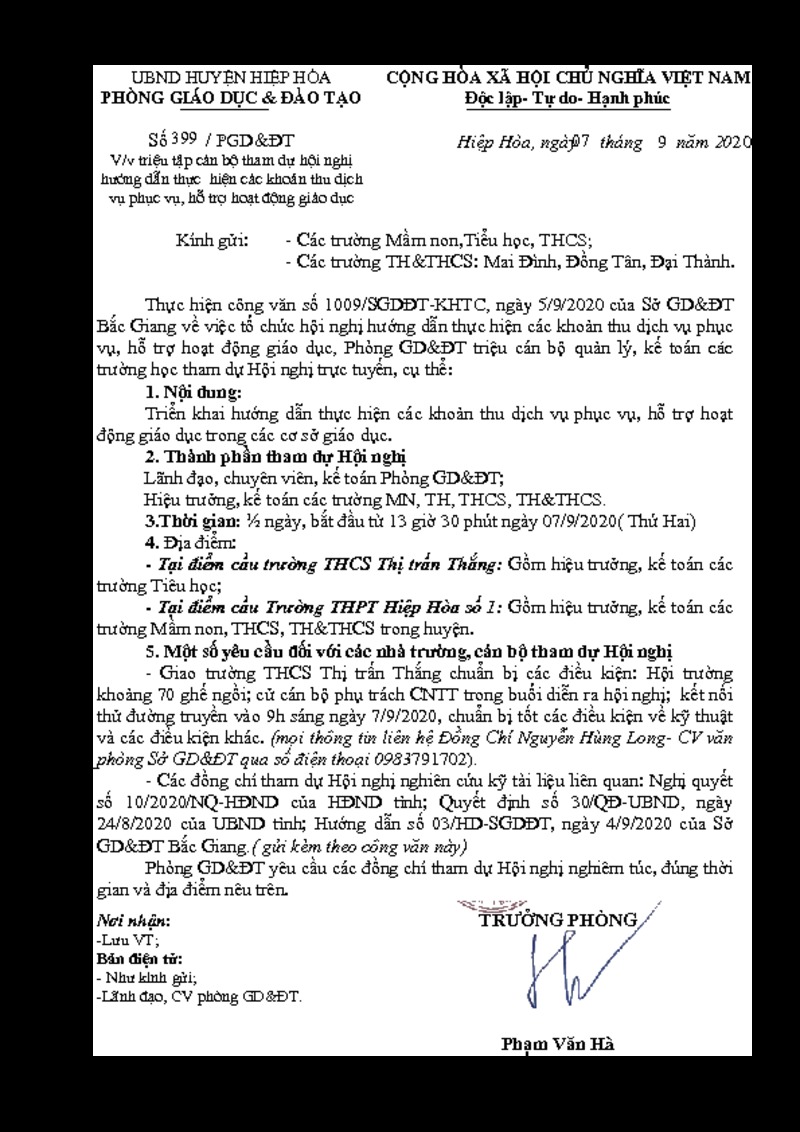 UBND HUYỆN HIỆP HÒA
PHÒNG GIÁO DỤC & ĐÀO TẠO
CỘNG HÒA XÃ HỘI CHỦ NGHĨA VIỆT NAM
Độc lập- Tự do- Hạnh phúc
Số 399 / PGD&ĐT
V/v triệu tập cán bộ tham dự hội nghị
hướng dẫn thực hiện các khoản thu dịch
vụ phục vụ, hỗ trợ hoạt động giáo dục
Hiệp Hòa, ngày 07 tháng 9 năm 2020
Kính gửi: - Các trường Mầm non,Tiểu học, THCS;
- Các trường TH&THCS: Mai Đình, Đồng Tân, Đại Thành.
Thực hiện công văn số 1009/SGDĐT-KHTC, ngày 5/9/2020 của Sở GD&ĐT
Bắc Giang về việc tổ chức hội nghị hướng dẫn thực hiện các khoản thu dịch vụ phục
vụ, hỗ trợ hoạt động giáo dục, Phòng GD&ĐT triệu cán bộ quản lý, kế toán các
trường học tham dự Hội nghị trực tuyến, cụ thể:
1. Nội dung:
Triển khai hướng dẫn thực hiện các khoản thu dịch vụ phục vụ, hỗ trợ hoạt
động giáo dục trong các cơ sở giáo dục.
2. Thành phần tham dự Hội nghị
Lãnh đạo, chuyên viên, kế toán Phòng GD&ĐT;
Hiệu trưởng, kế toán các trường MN, TH, THCS, TH&THCS.
3.Thời gian: ½ ngày, bắt đầu từ 13 giờ 30 phút ngày 07/9/2020( Thứ Hai)
4. Địa điểm:
- Tại điểm cầu trường THCS Thị trấn Thắng: Gồm hiệu trưởng, kế toán các
trường Tiểu học;
- Tại điểm cầu Trường THPT Hiệp Hòa số 1: Gồm hiệu trưởng, kế toán các
trường Mầm non, THCS, TH&THCS trong huyện.
5. Một số yêu cầu đối với các nhà trường, cán bộ tham dự Hội nghị
- Giao trường THCS Thị trấn Thắng chuẩn bị các điều kiện: Hội trường
khoảng 70 ghế ngồi; cử cán bộ phụ trách CNTT trong buổi diễn ra hội nghị; kết nối
thử đường truyền vào 9h sáng ngày 7/9/2020, chuẩn bị tốt các điều kiện về kỹ thuật
và các điều kiện khác. (mọi thông tin liên hệ Đồng Chí Nguyễn Hùng Long- CV văn
phòng Sở GD&ĐT qua số điện thoại 0983791702).
- Các đồng chí tham dự Hội nghị nghiên cứu kỹ tài liệu liên quan: Nghị quyết
số 10/2020/NQ-HĐND của HĐND tỉnh; Quyết định số 30/QĐ-UBND, ngày
24/8/2020 của UBND tỉnh; Hướng dẫn số 03/HD-SGDĐT, ngày 4/9/2020 của Sở
GD&ĐT Bắc Giang.( gửi kèm theo công văn này)
Phòng GD&ĐT yêu cầu các đồng chí tham dự Hội nghị nghiêm túc, đúng thời
gian và địa điểm nêu trên.
Nơi nhận:
-Lưu VT;
Bản điện tử:
- Như kính gửi;
-Lãnh đạo, CV phòng GD&ĐT.
TRƯỞNG PHÒNG
Phạm Văn Hà